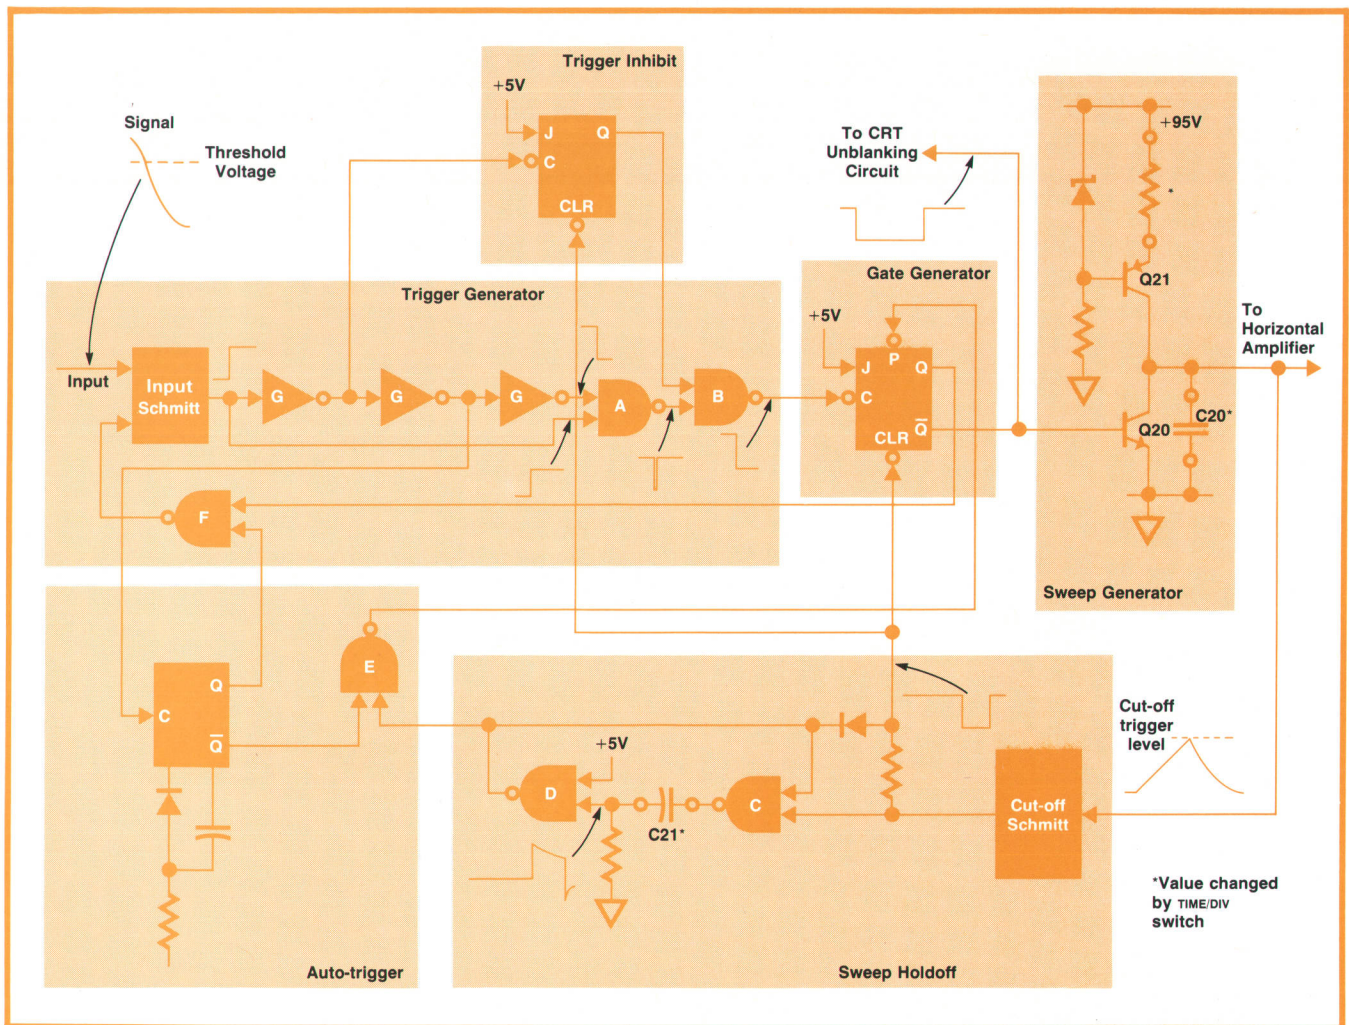 Trigger Inhibit
+5V
J
Q
C
CLR
Signal
Threshold
Voltage
To CRT
Unblanking
Circuit
+95V
*
Q21
To
Horizontal
Amplifier
C20*
Q20
Sweep Generator
Trigger Generator
Input
Input
Schmitt
G
G
G
A
B
F
Gate Generator
+5V
P
J
Q
C
Q̅
CLR
E
Q
C
Q̅
Auto-trigger
+5V
D
C21*
C
Cut-off
Schmitt
Cut-off
trigger
level
Sweep Holdoff
*Value changed
by TIME/DIV
switch